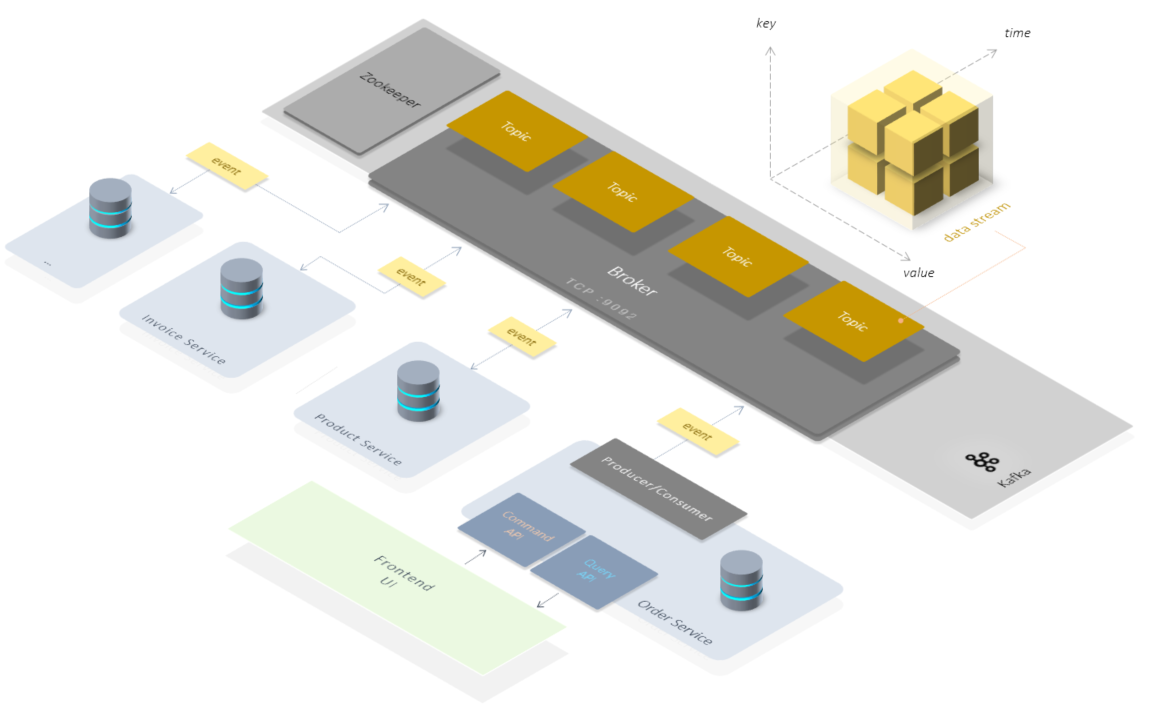 key
time
Zookeeper
Topic
event
Topic
data stream
Topic
value
event
Broker
TCP :9092
...
Topic
Invoice Service
event
Product Service
event
Kafka
Producer/Consumer
Command
API
Frontend
UI
Query
API
Order Service